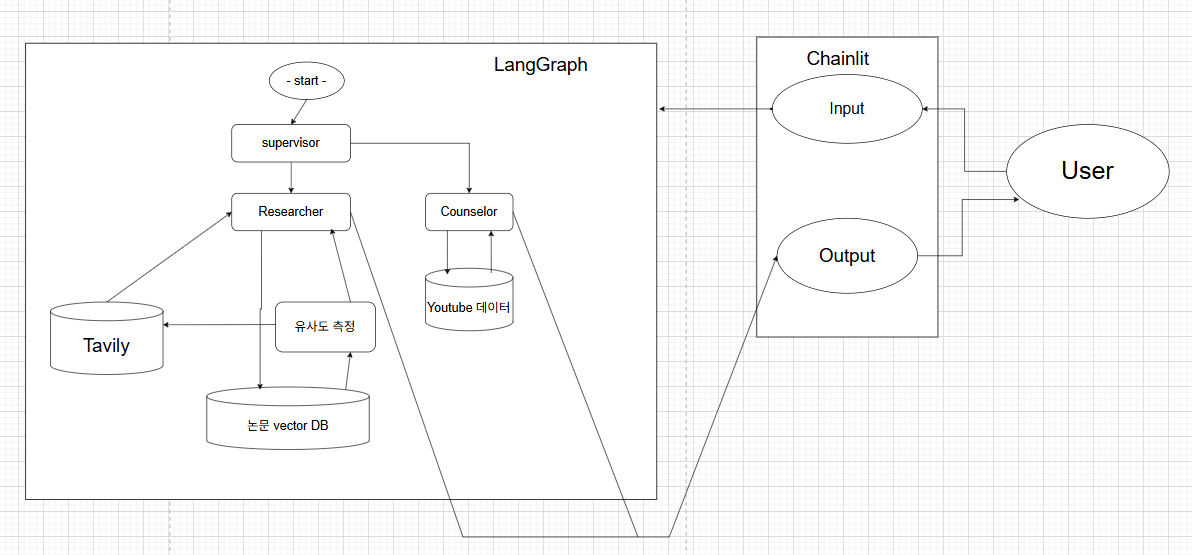 LangGraph
- start -
supervisor
Researcher
Counselor
Youtube 데이터
유사도 측정
Tavily
논문 vector DB
Chainlit
Input
Output
User